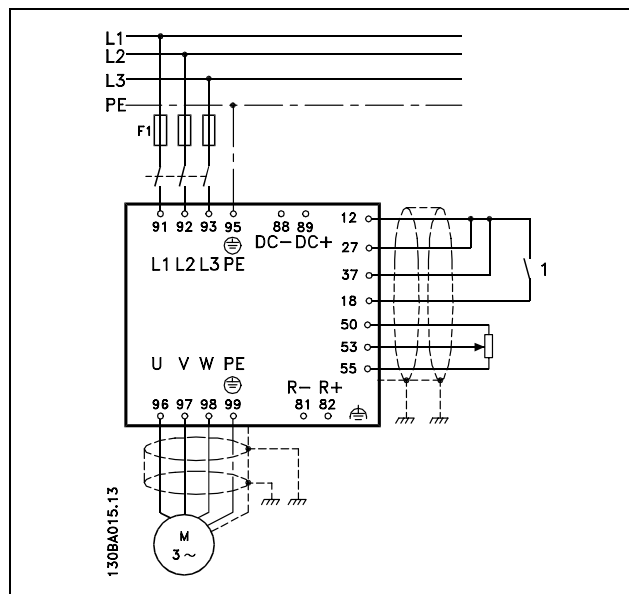 L1
L2
L3
PE
F1
91 92 93 95 88 89
DC- DC+
L1 L2 L3 PE
12
27
37
18
50
53
55
1
U V W PE
96 97 98 99
R- R+
81 82
M
3~
130BA015.13